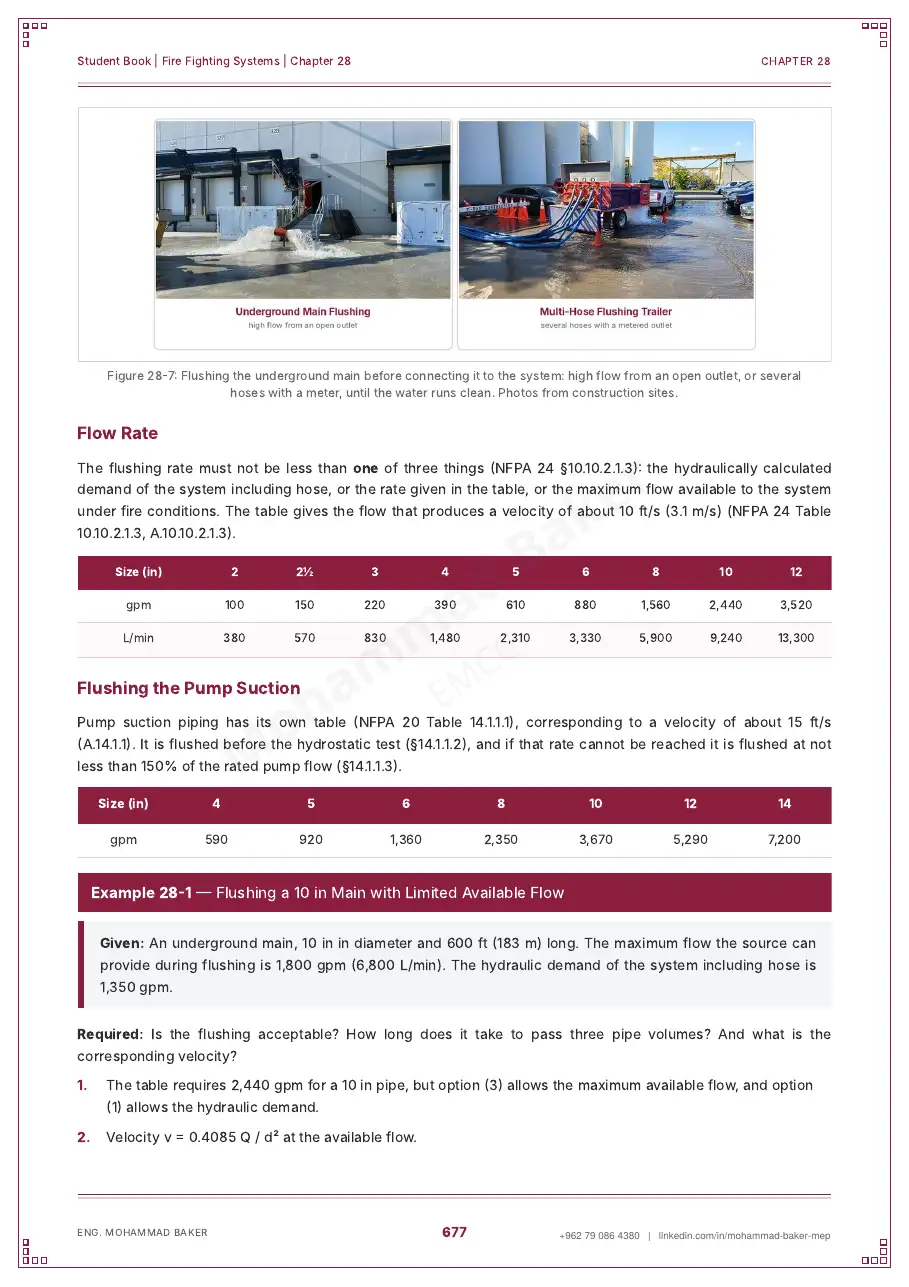 Student Book | Fire Fighting Systems | Chapter 28
CHAPTER 28
Underground Main Flushing
high flow from an open outlet
Multi-Hose Flushing Trailer
several hoses with a metered outlet
Figure 28-7: Flushing the underground main before connecting it to the system: high flow from an open outlet, or several
hoses with a meter, until the water runs clean. Photos from construction sites.
Flow Rate
The flushing rate must not be less than one of three things (NFPA 24 §10.10.2.1.3): the hydraulically calculated
demand of the system including hose, or the rate given in the table, or the maximum flow available to the system
under fire conditions. The table gives the flow that produces a velocity of about 10 ft/s (3.1 m/s) (NFPA 24 Table
10.10.2.1.3, A.10.10.2.1.3).
Size (in) 2 2½ 3 4 5 6 8 10 12
gpm 100 150 220 390 610 880 1,560 2,440 3,520
L/min 380 570 830 1,480 2,310 3,330 5,900 9,240 13,300
Flushing the Pump Suction
Pump suction piping has its own table (NFPA 20 Table 14.1.1.1), corresponding to a velocity of about 15 ft/s
(A.14.1.1). It is flushed before the hydrostatic test (§14.1.1.2), and if that rate cannot be reached it is flushed at not
less than 150% of the rated pump flow (§14.1.1.3).
Size (in) 4 5 6 8 10 12 14
gpm 590 920 1,360 2,350 3,670 5,290 7,200
Example 28-1 — Flushing a 10 in Main with Limited Available Flow
Given: An underground main, 10 in in diameter and 600 ft (183 m) long. The maximum flow the source can
provide during flushing is 1,800 gpm (6,800 L/min). The hydraulic demand of the system including hose is
1,350 gpm.
Required: Is the flushing acceptable? How long does it take to pass three pipe volumes? And what is the
corresponding velocity?
1. The table requires 2,440 gpm for a 10 in pipe, but option (3) allows the maximum available flow, and option
(1) allows the hydraulic demand.
2. Velocity v = 0.4085 Q / d² at the available flow.
ENG. MOHAMMAD BAKER
677
+962 79 086 4380 | linkedin.com/in/mohammad-baker-mep
Mohammad Baker
EMCC